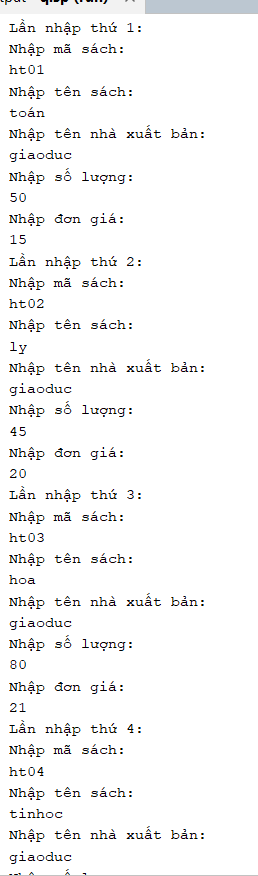 Lần nhập thứ 1:
Nhập mã sách:
ht01
Nhập tên sách:
toán
Nhập tên nhà xuất bản:
giaoduc
Nhập số lượng:
50
Nhập đơn giá:
15
Lần nhập thứ 2:
Nhập mã sách:
ht02
Nhập tên sách:
ly
Nhập tên nhà xuất bản:
giaoduc
Nhập số lượng:
45
Nhập đơn giá:
20
Lần nhập thứ 3:
Nhập mã sách:
ht03
Nhập tên sách:
hoa
Nhập tên nhà xuất bản:
giaoduc
Nhập số lượng:
80
Nhập đơn giá:
21
Lần nhập thứ 4:
Nhập mã sách:
ht04
Nhập tên sách:
tinhoc
Nhập tên nhà xuất bản:
giaoduc